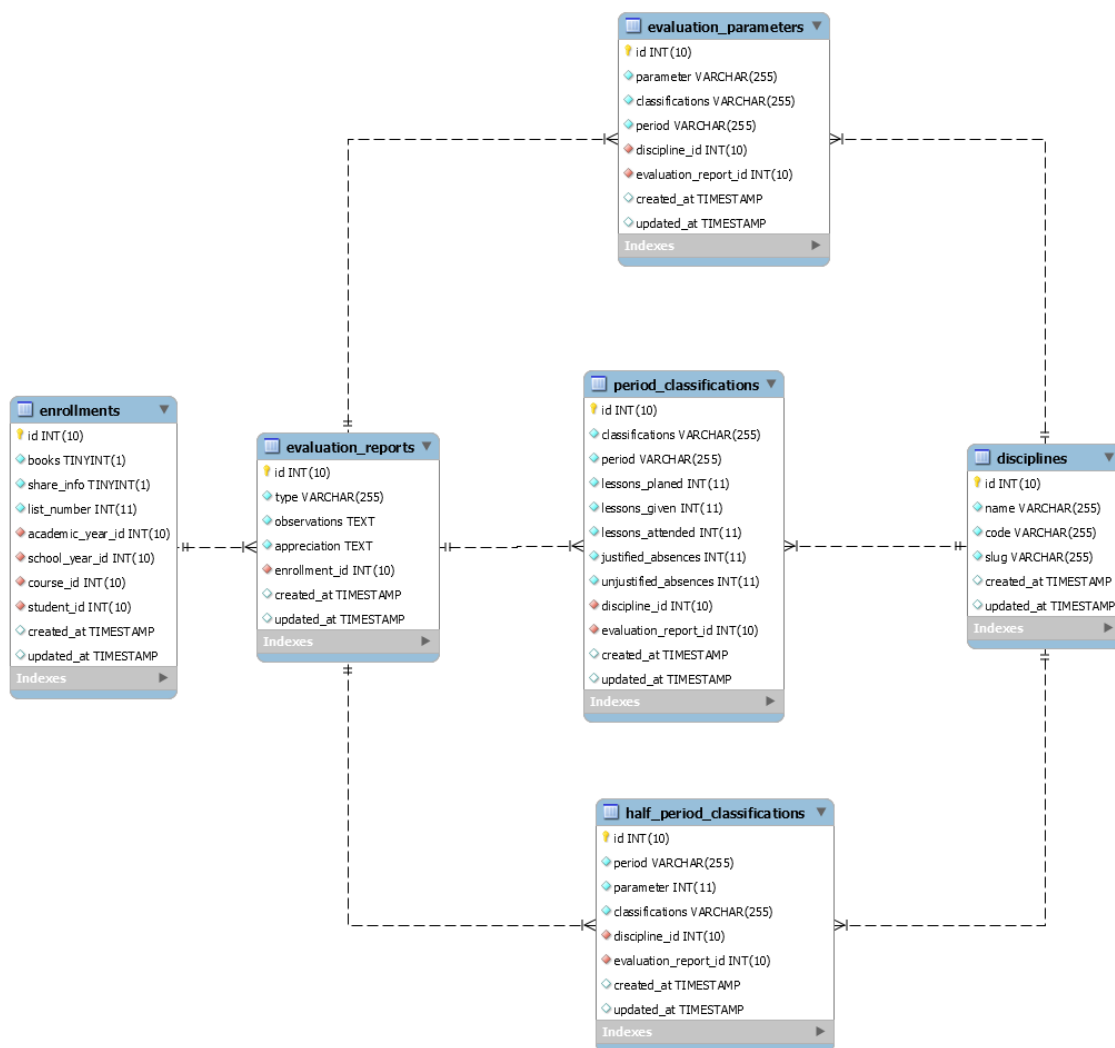 evaluation_parameters
id INT(10)
parameter VARCHAR(255)
classifications VARCHAR(255)
period VARCHAR(255)
discipline_id INT(10)
evaluation_report_id INT(10)
created_at TIMESTAMP
updated_at TIMESTAMP
Indexes
enrollments
id INT(10)
books TINYINT(1)
share_info TINYINT(1)
list_number INT(11)
academic_year_id INT(10)
school_year_id INT(10)
course_id INT(10)
student_id INT(10)
created_at TIMESTAMP
updated_at TIMESTAMP
Indexes
evaluation_reports
id INT(10)
type VARCHAR(255)
observations TEXT
appreciation TEXT
enrollment_id INT(10)
created_at TIMESTAMP
updated_at TIMESTAMP
Indexes
period_classifications
id INT(10)
classifications VARCHAR(255)
period VARCHAR(255)
lessons_planed INT(11)
lessons_given INT(11)
lessons_attended INT(11)
justified_absences INT(11)
unjustified_absences INT(11)
discipline_id INT(10)
evaluation_report_id INT(10)
created_at TIMESTAMP
updated_at TIMESTAMP
Indexes
disciplines
id INT(10)
name VARCHAR(255)
code VARCHAR(255)
slug VARCHAR(255)
created_at TIMESTAMP
updated_at TIMESTAMP
Indexes
half_period_classifications
id INT(10)
period VARCHAR(255)
parameter INT(11)
classifications VARCHAR(255)
discipline_id INT(10)
evaluation_report_id INT(10)
created_at TIMESTAMP
updated_at TIMESTAMP
Indexes